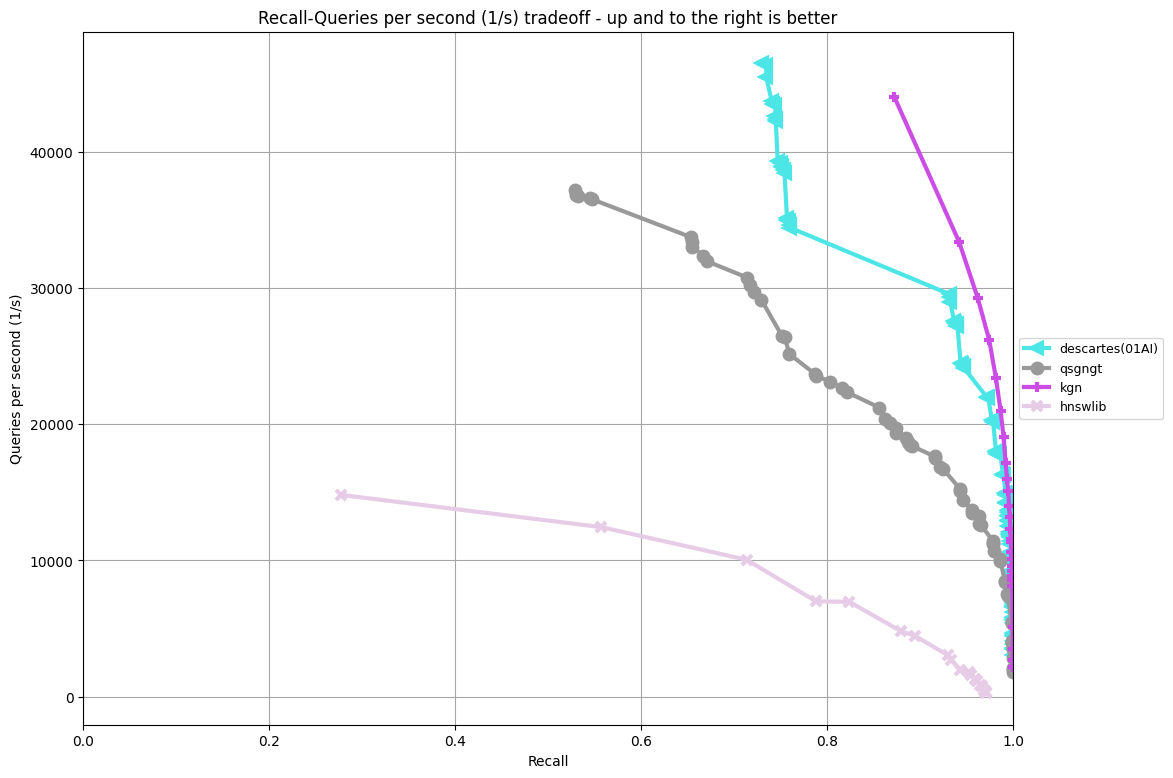 Recall-Queries per second (1/s) tradeoff - up and to the right is better
Queries per second (1/s)
40000
30000
20000
10000
0
0.0 0.2 0.4 0.6 0.8 1.0
Recall
descartes(01AI)
qsgngt
kgn
hnswlib